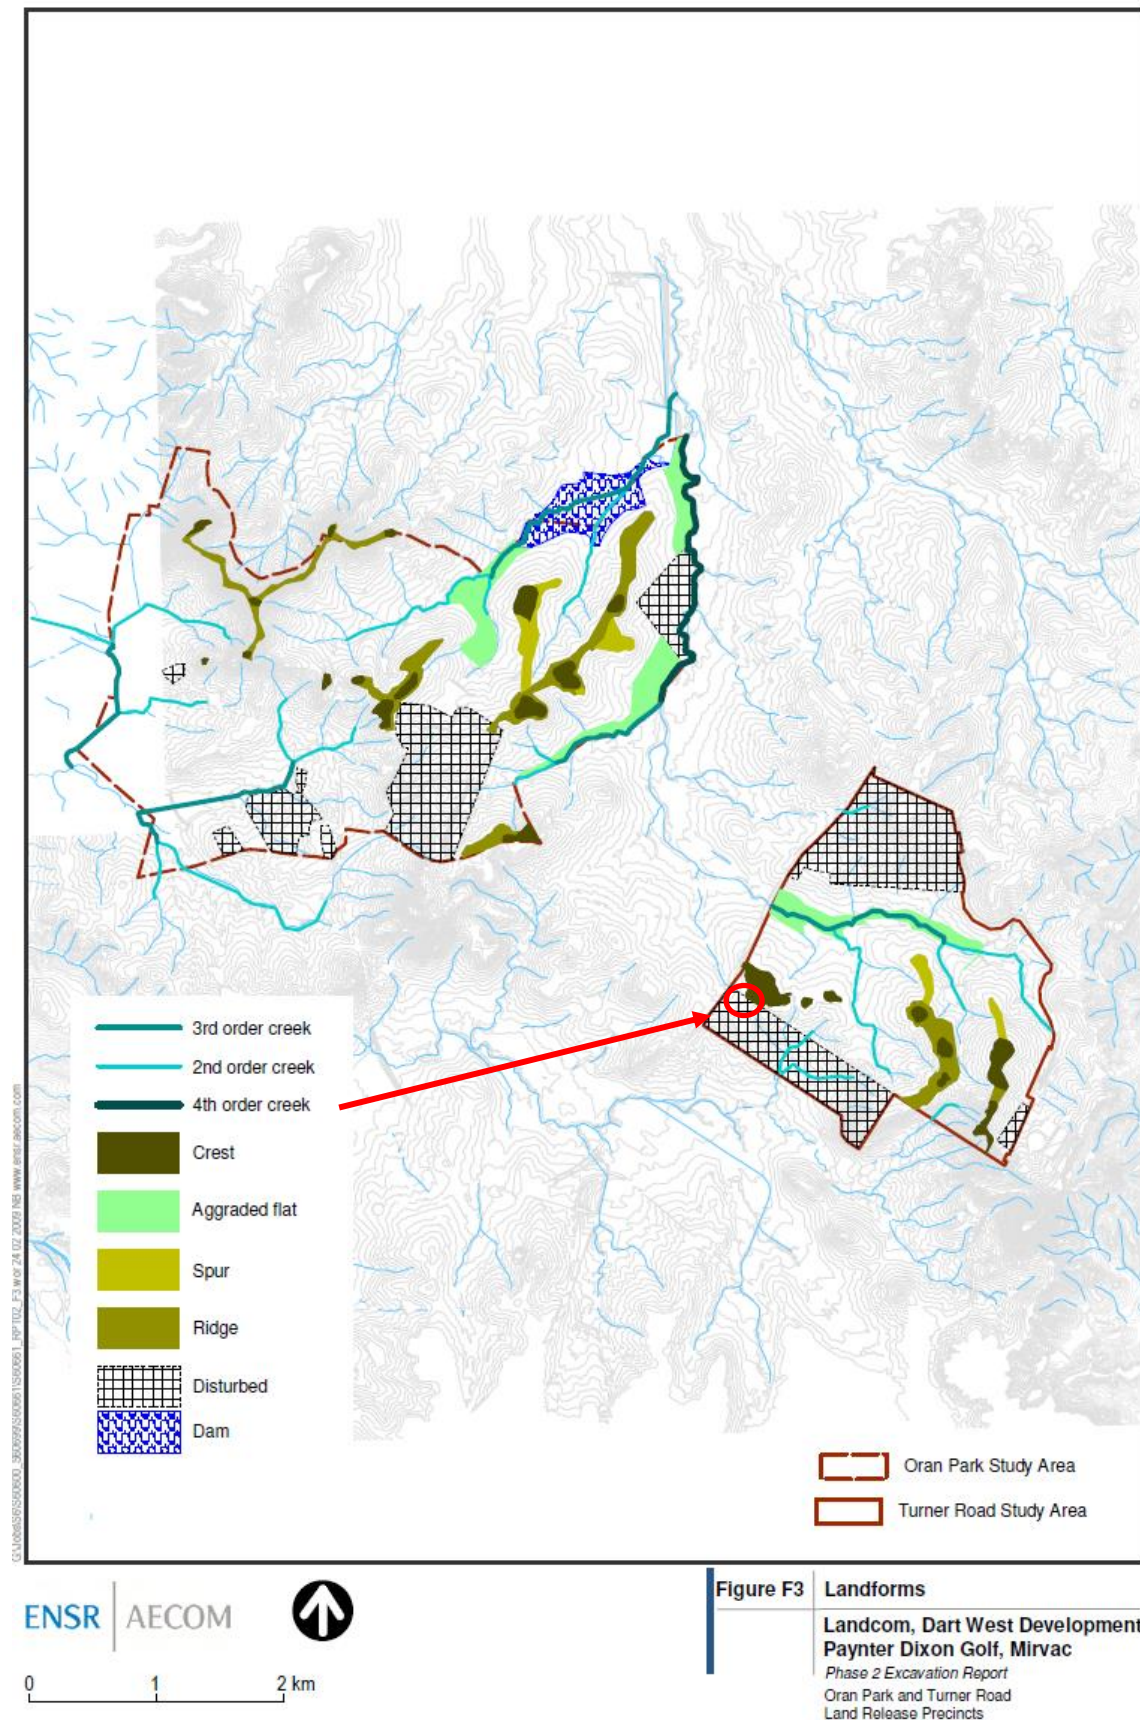 3rd order creek
2nd order creek
4th order creek
Crest
Aggraded flat
Spur
Ridge
Disturbed
Dam
Oran Park Study Area
Turner Road Study Area
ENSR AECOM
0 1 2 km
Figure F3 Landforms
Landcom, Dart West Development
Paynter Dixon Golf, Mirvac
Phase 2 Excavation Report
Oran Park and Turner Road
Land Release Precincts